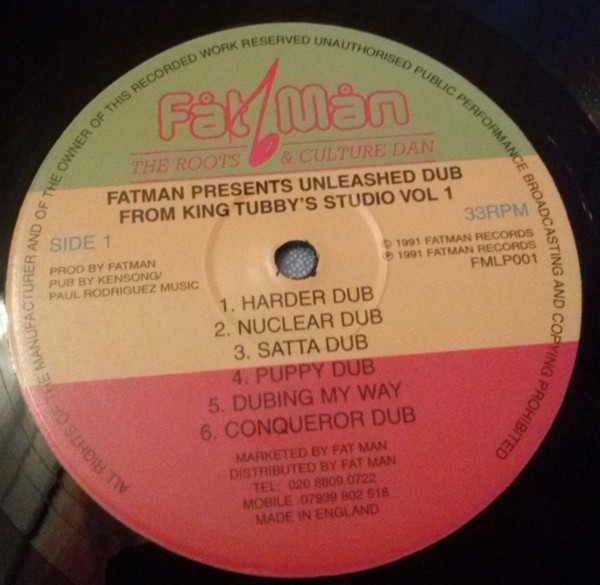 ALL RIGHTS OF THE MANUFACTURER AND OF THE OWNER OF THIS RECORDED WORK RESERVED UNAUTHORISED PUBLIC PERFORMANCE BROADCASTING AND COPYING PROHIBITED
Fåt Mån
THE ROOTS & CULTURE DAN
FATMAN PRESENTS UNLEASHED DUB
FROM KING TUBBY'S STUDIO VOL 1
SIDE 1
33RPM
PROD BY FATMAN
PUB BY KENSONG/
PAUL RODRIGUEZ MUSIC
© 1991 FATMAN RECORDS
℗ 1991 FATMAN RECORDS
FMLP001
1. HARDER DUB
2. NUCLEAR DUB
3. SATTA DUB
4. PUPPY DUB
5. DUBING MY WAY
6. CONQUEROR DUB
MARKETED BY FAT MAN
DISTRIBUTED BY FAT MAN
TEL: 020 8809 0722
MOBILE 07939 802 518
MADE IN ENGLAND